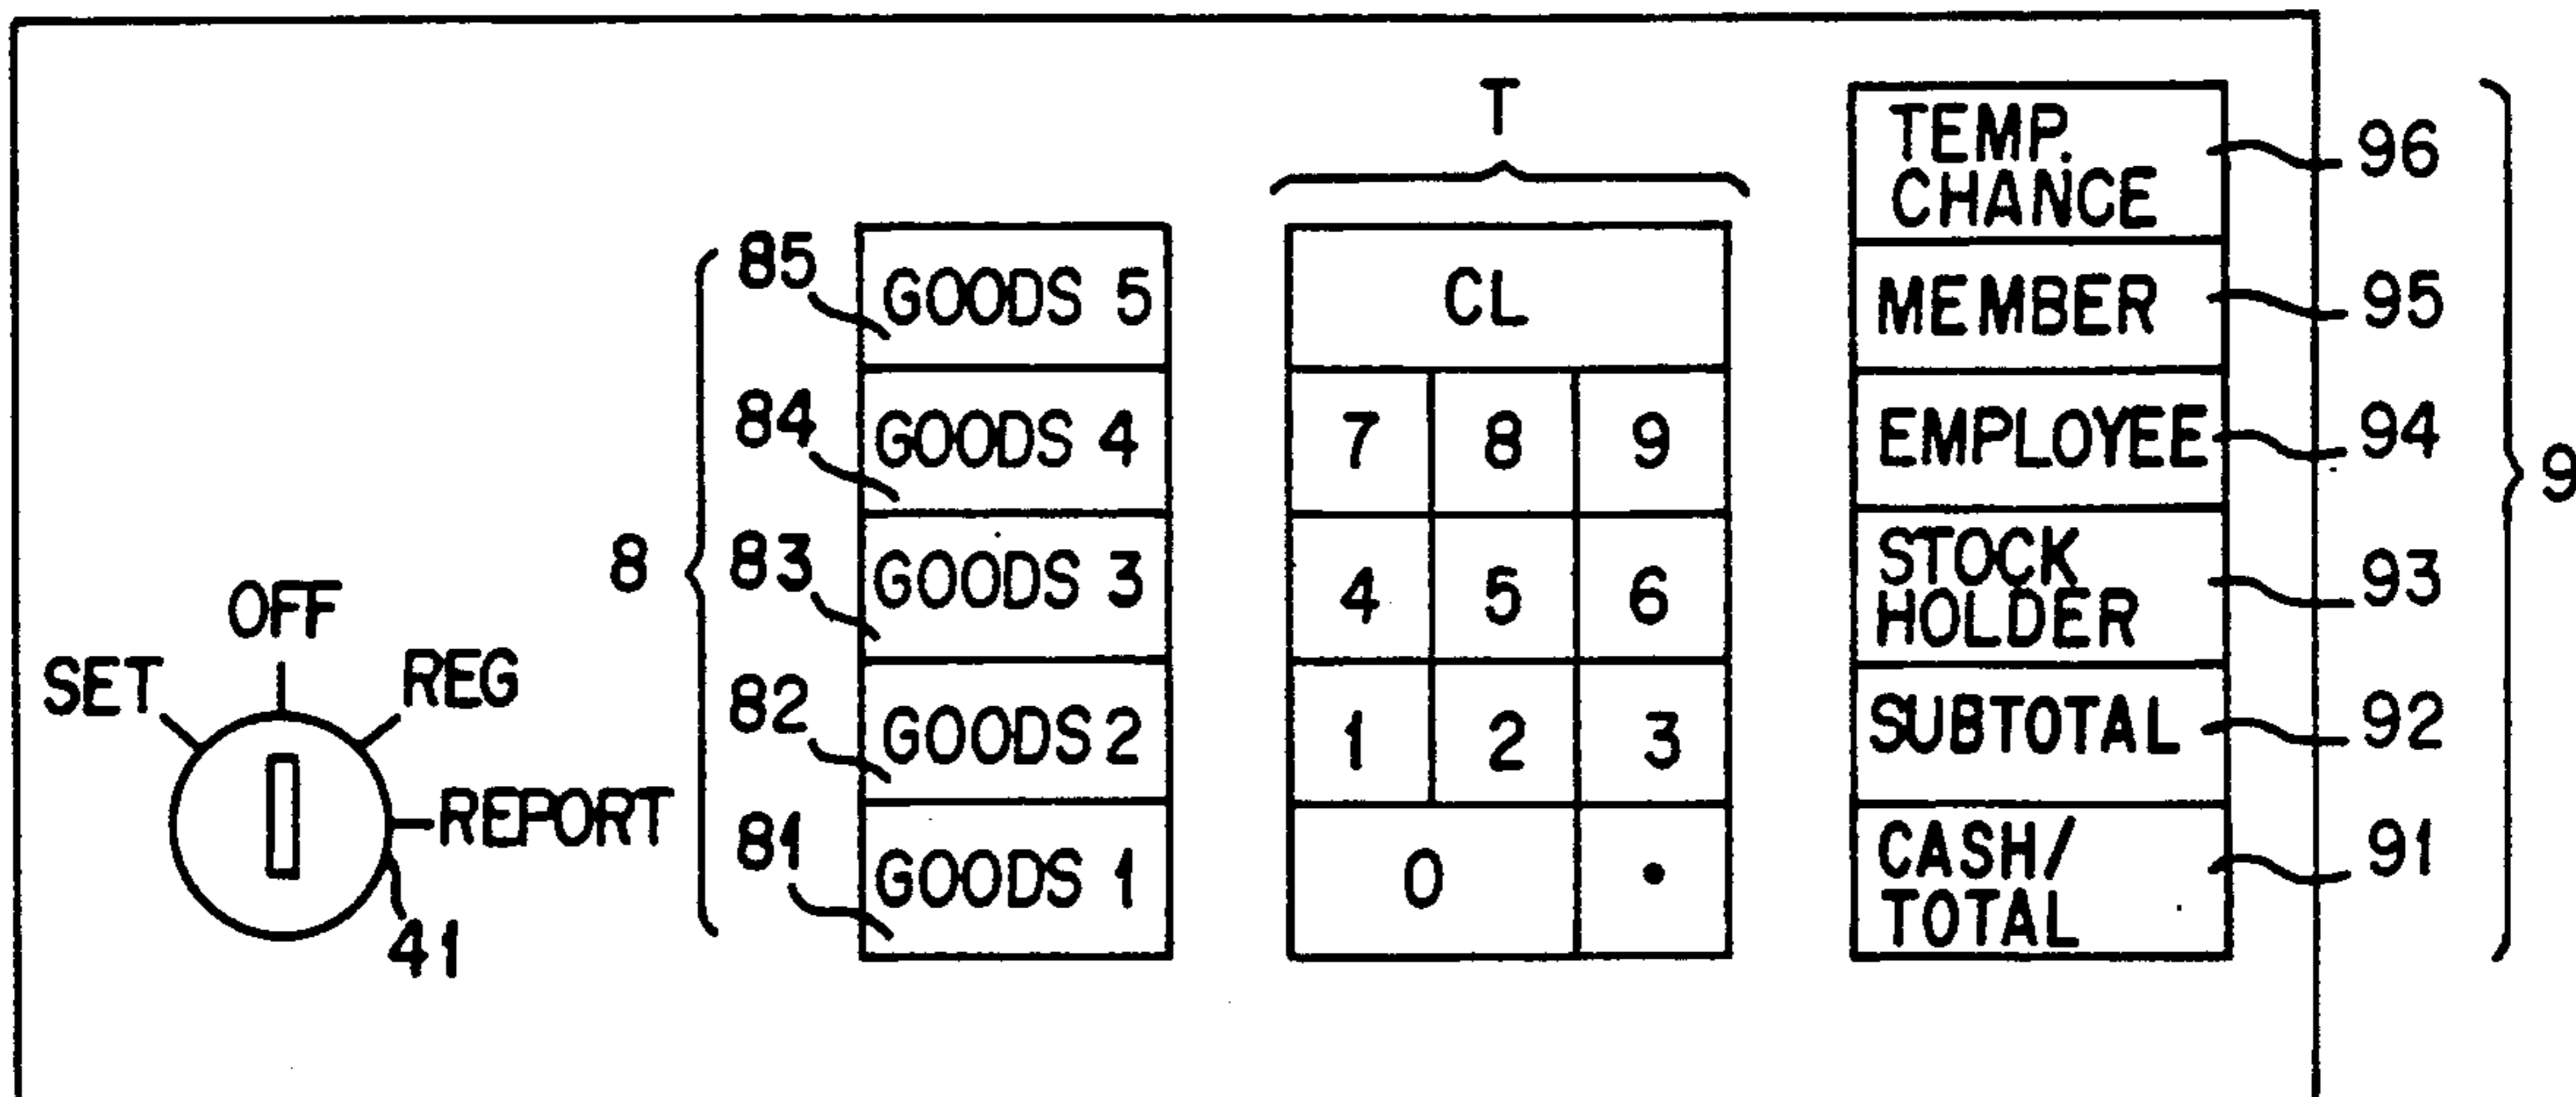 T
TEMP.
CHANCE
96
85
GOODS 5
CL
MEMBER
95
84
GOODS 4
7 8 9
EMPLOYEE
94
9
8
83
GOODS 3
4 5 6
STOCK
HOLDER
93
OFF
SET
REG
82
GOODS 2
1 2 3
SUBTOTAL
92
REPORT
81
GOODS 1
0 •
CASH/
TOTAL
91
41